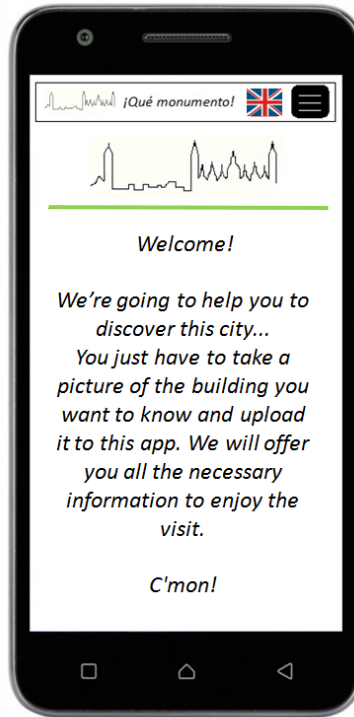 ¡Qué monumento!
Welcome!
We’re going to help you to
discover this city...
You just have to take a
picture of the building you
want to know and upload
it to this app. We will offer
you all the necessary
information to enjoy the
visit.
C'mon!